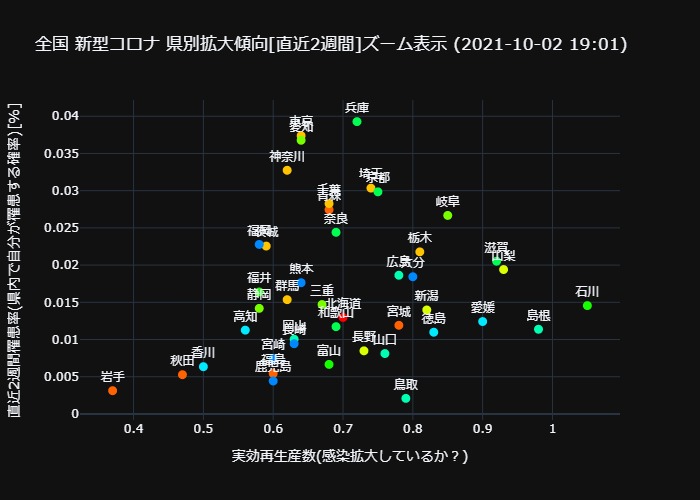 全国 新型コロナ 県別拡大傾向[直近2週間]ズーム表示 (2021-10-02 19:01)
直近2週間罹患率(県内で自分が罹患する確率)[%]
0.04
0.035
0.03
0.025
0.02
0.015
0.01
0.005
0
兵庫
東京
愛知
神奈川
埼玉
京都
千葉
青森
岐阜
奈良
福岡
茨城
栃木
滋賀
山梨
広島
大分
熊本
福井
静岡
群馬
三重
北海道
和歌山
宮城
新潟
徳島
愛媛
島根
石川
高知
岡山
長崎
長野
山口
富山
宮崎
福島
鹿児島
香川
秋田
岩手
鳥取
0.4
0.5
0.6
0.7
0.8
0.9
1
実効再生産数(感染拡大しているか？)